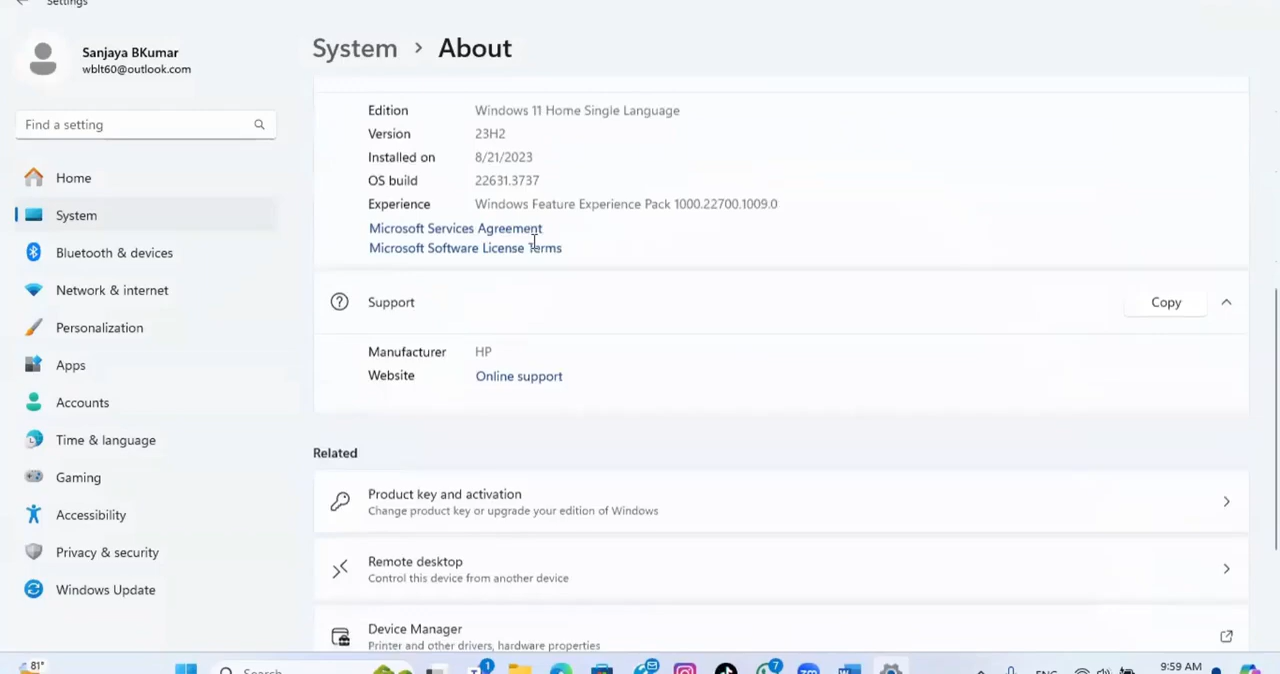 Settings
Sanjaya BKumar
wblt60@outlook.com
Find a setting
Home
System
Bluetooth & devices
Network & internet
Personalization
Apps
Accounts
Time & language
Gaming
Accessibility
Privacy & security
Windows Update
System > About
Edition Windows 11 Home Single Language
Version 23H2
Installed on 8/21/2023
OS build 22631.3737
Experience Windows Feature Experience Pack 1000.22700.1009.0
Microsoft Services Agreement
Microsoft Software License Terms
Support Copy
Manufacturer HP
Website Online support
Related
Product key and activation
Change product key or upgrade your edition of Windows
Remote desktop
Control this device from another device
Device Manager
Printer and other drivers, hardware properties
81° Search 1 7 ENG 9:59 AM